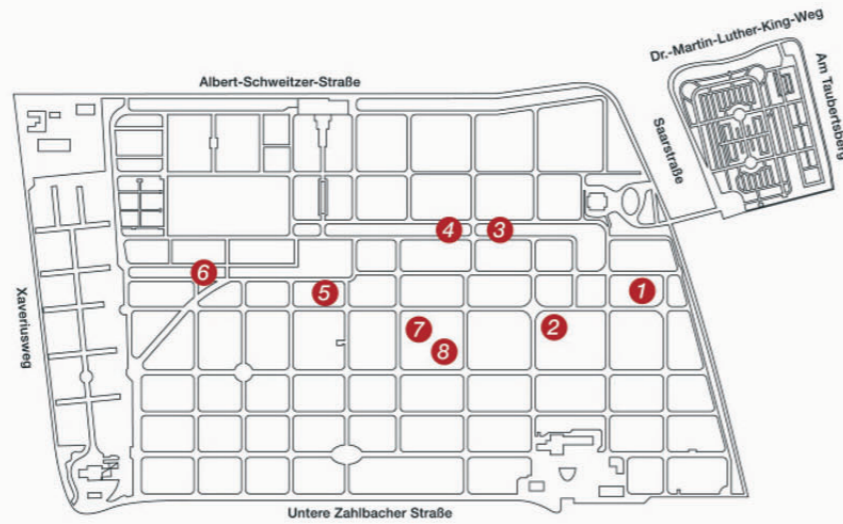 Dr.-Martin-Luther-King-Weg
Albert-Schweitzer-Straße
Am Taubertsberg
Saarstraße
4
3
6
5
1
7
2
8
Xaveriusweg
Untere Zahlbacher Straße